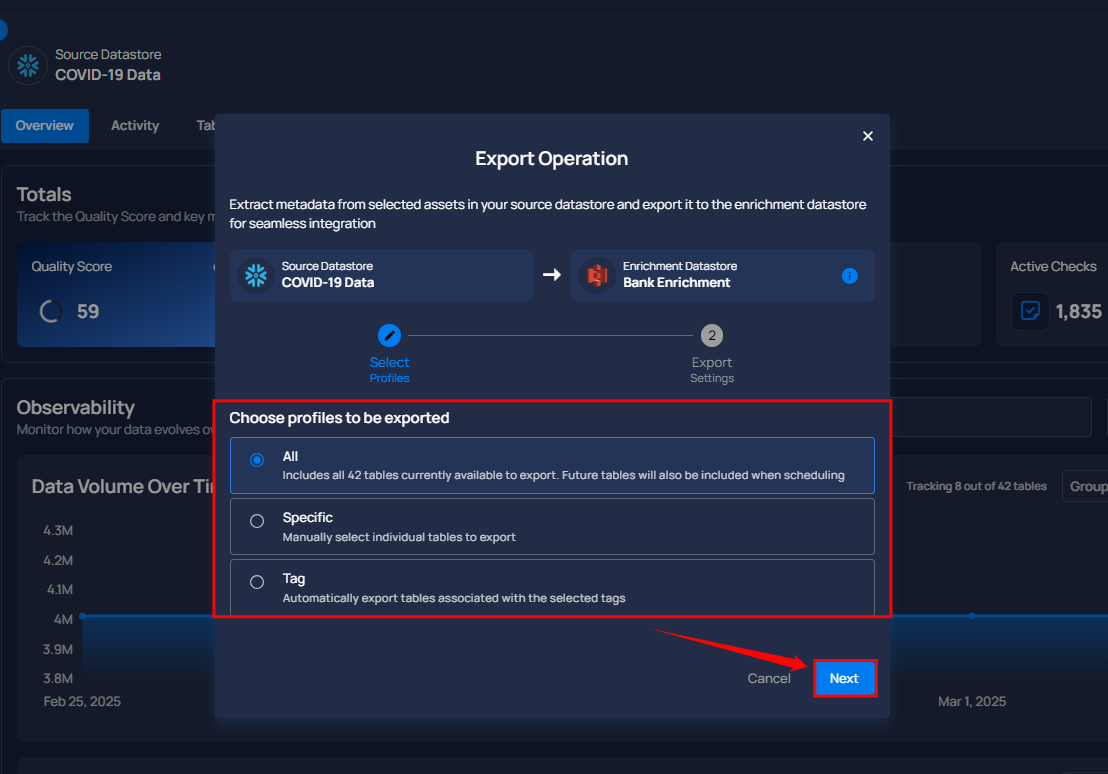 Source Datastore
COVID-19 Data
Overview
Activity
Export Operation
Extract metadata from selected assets in your source datastore and export it to the enrichment datastore
for seamless integration
Source Datastore
COVID-19 Data
Enrichment Datastore
Bank Enrichment
2
Select
Profiles
Export
Settings
Choose profiles to be exported
All
Includes all 42 tables currently available to export. Future tables will also be included when scheduling
Specific
Manually select individual tables to export
Tag
Automatically export tables associated with the selected tags
Cancel
Next
Totals
Track the Quality Score and key
Quality Score
59
Active Checks
1,835
Observability
Monitor how your data evolves
Data Volume Over
Tracking 8 out of 42 tables
Group
4.3M
4.2M
4.1M
4M
3.9M
3.8M
Feb 25, 2025
Mar 1, 2025